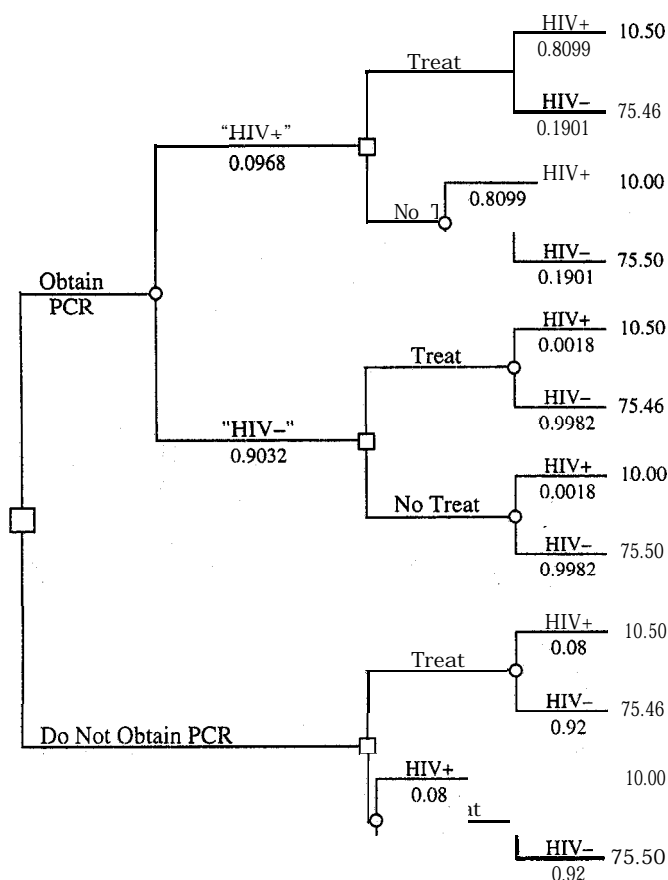 HIV+ 10.50
0.8099
Treat
HIV- 75.46
0.1901
"HIV+"
0.0968
HIV+ 10.00
0.8099
No
HIV- 75.50
0.1901
Obtain
PCR
HIV+ 10.50
0.0018
Treat
HIV- 75.46
0.9982
"HIV-"
0.9032
HIV+ 10.00
0.0018
No Treat
HIV- 75.50
0.9982
HIV+ 10.50
0.08
Treat
HIV- 75.46
0.92
Do Not Obtain PCR
HIV+ 10.00
0.08
at
HIV- 75.50
0.92